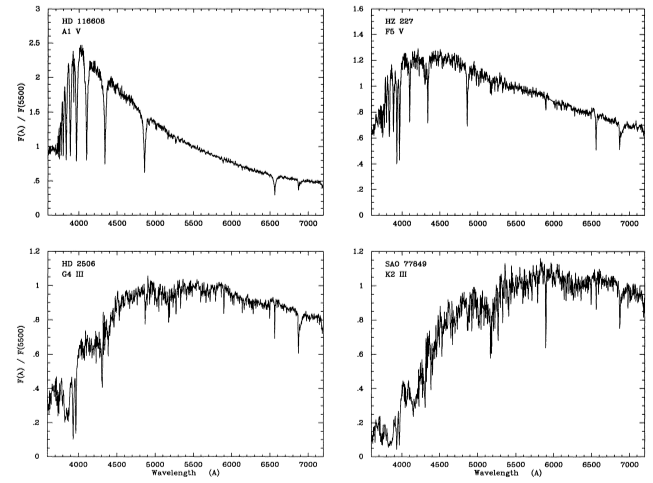 HD 116608
A1 V
3
2.5
2
1.5
1
.5
0
F(λ) / F(5500)
4000 4500 5000 5500 6000 6500 7000
HZ 227
F5 V
1.6
1.4
1.2
1
.8
.6
.4
.2
0
4000 4500 5000 5500 6000 6500 7000
HD 2506
G4 III
1.2
1
.8
.6
.4
.2
0
F(λ) / F(5500)
4000 4500 5000 5500 6000 6500 7000
Wavelength (A)
SAO 77849
K2 III
1.2
1
.8
.6
.4
.2
0
4000 4500 5000 5500 6000 6500 7000
Wavelength (A)